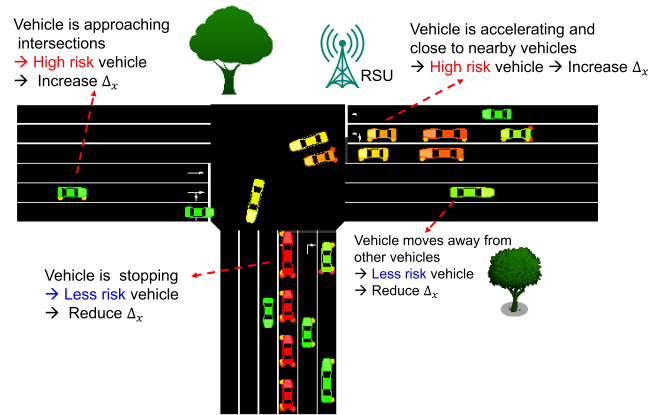 Vehicle is approaching
intersections
→ High risk vehicle
→ Increase Δx
RSU
Vehicle is accelerating and
close to nearby vehicles
→ High risk vehicle → Increase Δx
Vehicle is stopping
→ Less risk vehicle
→ Reduce Δx
Vehicle moves away from
other vehicles
→ Less risk vehicle
→ Reduce Δx